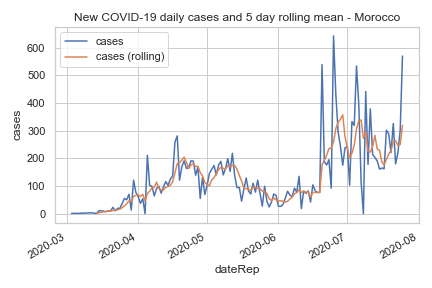 New COVID-19 daily cases and 5 day rolling mean - Morocco
cases
cases (rolling)
600
500
400
300
200
100
0
cases
2020-03
2020-04
2020-05
2020-06
2020-07
2020-08
dateRep